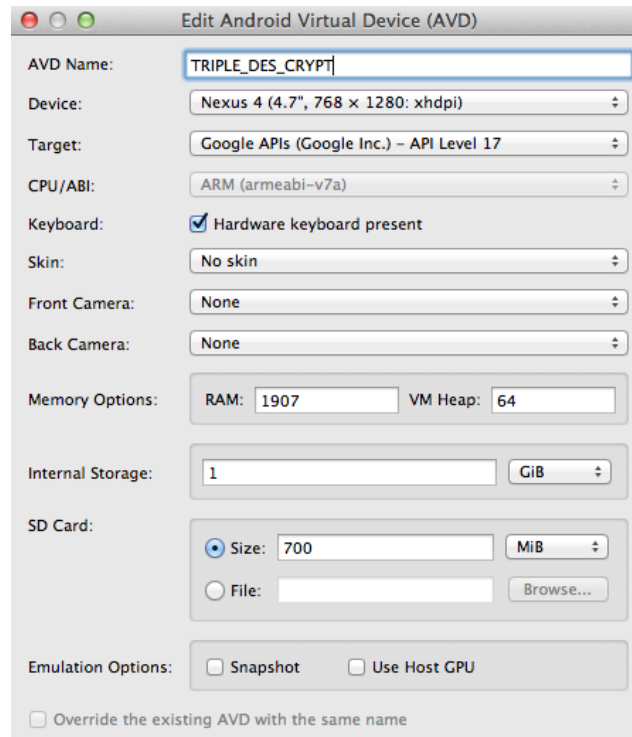 Edit Android Virtual Device (AVD)
AVD Name: TRIPLE_DES_CRYPT
Device: Nexus 4 (4.7", 768 × 1280: xhdpi)
Target: Google APIs (Google Inc.) – API Level 17
CPU/ABI: ARM (armeabi-v7a)
Keyboard: Hardware keyboard present
Skin: No skin
Front Camera: None
Back Camera: None
Memory Options: RAM: 1907 VM Heap: 64
Internal Storage: 1 GiB
SD Card:
Size: 700 MiB
File: Browse...
Emulation Options: Snapshot Use Host GPU
Override the existing AVD with the same name